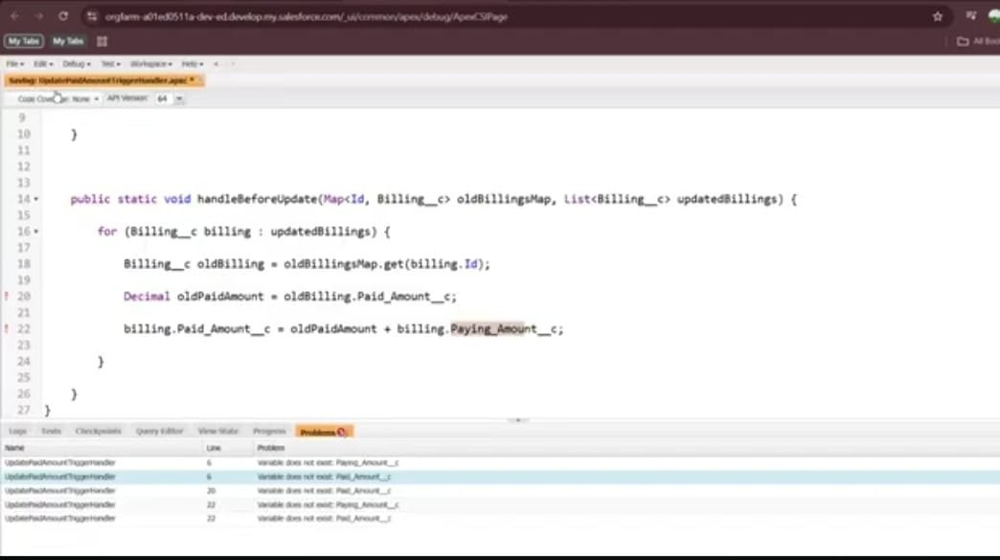 orgfarm-a01ed0511a-dev-ed.develop.my.salesforce.com/_ui/common/apex/debug/ApexCSIPage
My Tabs My Tabs All Boo
File Edit Debug Test Workspace Help < >
Saving: UpdatePaidAmountTriggerHandler.apxc *
Code Coverage: None API Version: 64
9
10 }
11
12
13
14 public static void handleBeforeUpdate(Map<Id, Billing__c> oldBillingsMap, List<Billing__c> updatedBillings) {
15
16 for (Billing__c billing : updatedBillings) {
17
18 Billing__c oldBilling = oldBillingsMap.get(billing.Id);
19
! 20 Decimal oldPaidAmount = oldBilling.Paid_Amount__c;
21
! 22 billing.Paid_Amount__c = oldPaidAmount + billing.Paying_Amount__c;
23
24 }
25
26 }
27 }
Logs Tests Checkpoints Query Editor View State Progress Problems
Name Line Problem
UpdatePaidAmountTriggerHandler 6 Variable does not exist: Paying_Amount__c
UpdatePaidAmountTriggerHandler 6 Variable does not exist: Paid_Amount__c
UpdatePaidAmountTriggerHandler 20 Variable does not exist: Paid_Amount__c
UpdatePaidAmountTriggerHandler 22 Variable does not exist: Paying_Amount__c
UpdatePaidAmountTriggerHandler 22 Variable does not exist: Paid_Amount__c